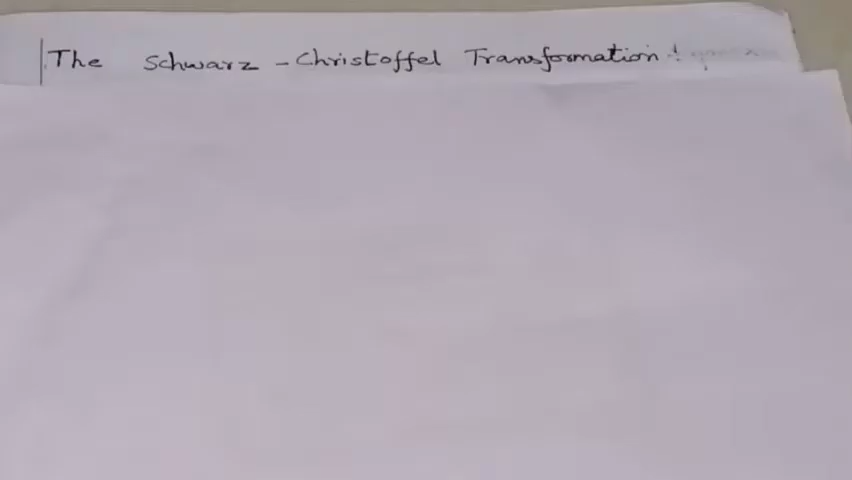 The Schwarz - Christoffel Transformation :